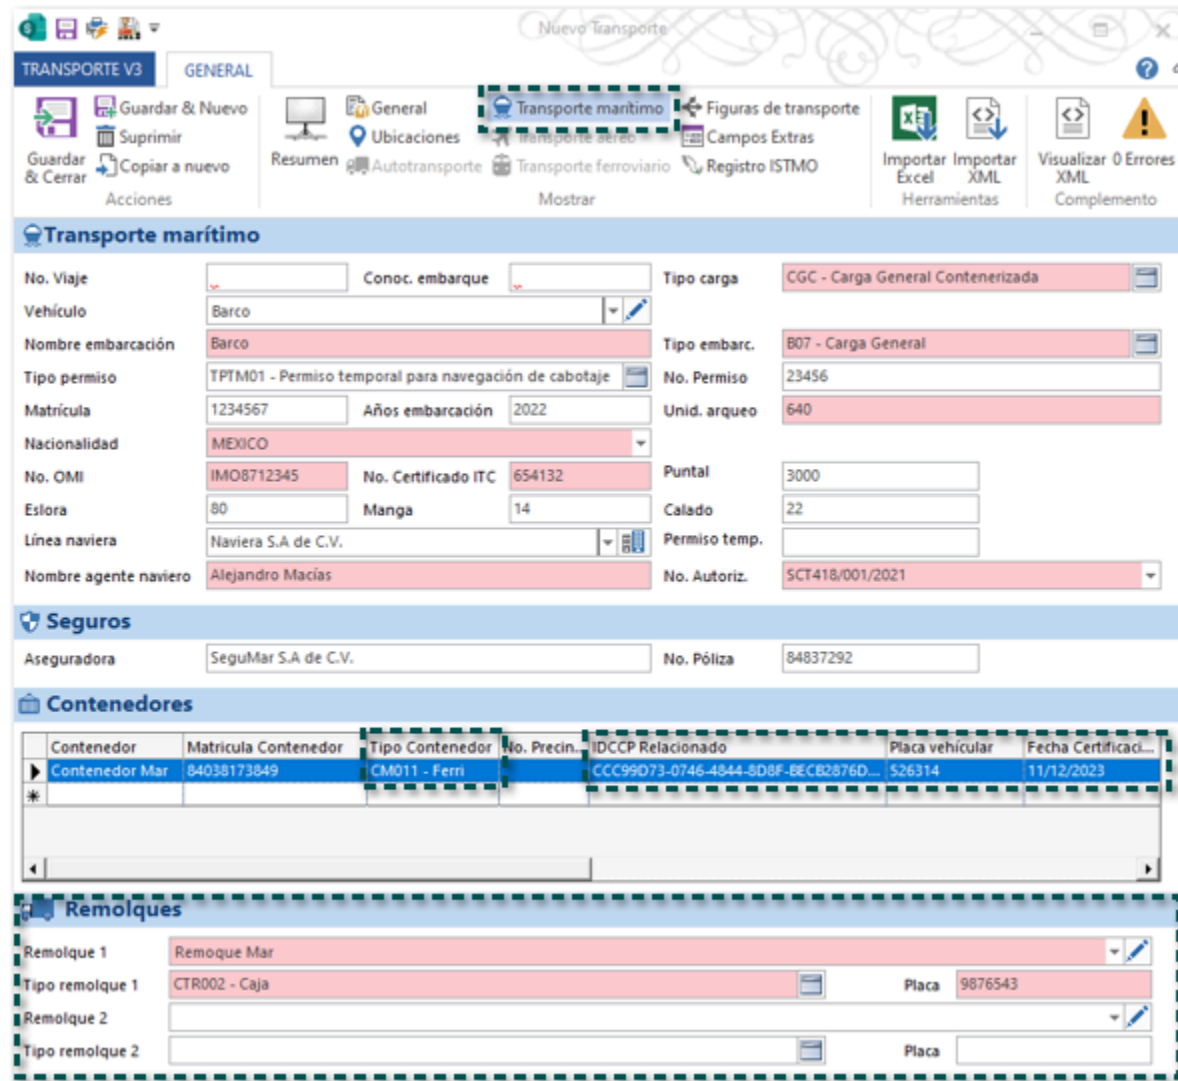 Nuevo Transporte
TRANSPORTE V3 GENERAL
Guardar & Cerrar
Guardar & Nuevo
Suprimir
Copiar a nuevo
Acciones
Resumen
General
Ubicaciones
Autotransporte
Transporte marítimo
Transporte aéreo
Transporte ferroviario
Figuras de transporte
Campos Extras
Registro ISTMO
Mostrar
Importar Excel
Importar XML
Herramientas
Visualizar XML
0 Errores
Complemento
Transporte marítimo
No. Viaje Conoc. embarque Tipo carga CGC - Carga General Contenerizada
Vehículo Barco
Nombre embarcación Barco Tipo embarc. B07 - Carga General
Tipo permiso TPTM01 - Permiso temporal para navegación de cabotaje No. Permiso 23456
Matrícula 1234567 Años embarcación 2022 Unid. arqueo 640
Nacionalidad MEXICO
No. OMI IMO8712345 No. Certificado ITC 654132 Puntal 3000
Eslora 80 Manga 14 Calado 22
Línea naviera Naviera S.A de C.V. Permiso temp.
Nombre agente naviero Alejandro Macías No. Autoriz. SCT418/001/2021
Seguros
Aseguradora SeguMar S.A de C.V. No. Póliza 84837292
Contenedores
Contenedor Matricula Contenedor Tipo Contenedor No. Precin... IDCCP Relacionado Placa vehícular Fecha Certificaci...
Contenedor Mar 84038173849 CM011 - Ferri CCC99D73-0746-4844-8D8F-BECB2876D... 526314 11/12/2023
Remolques
Remolque 1 Remoque Mar
Tipo remolque 1 CTR002 - Caja Placa 9876543
Remolque 2
Tipo remolque 2 Placa